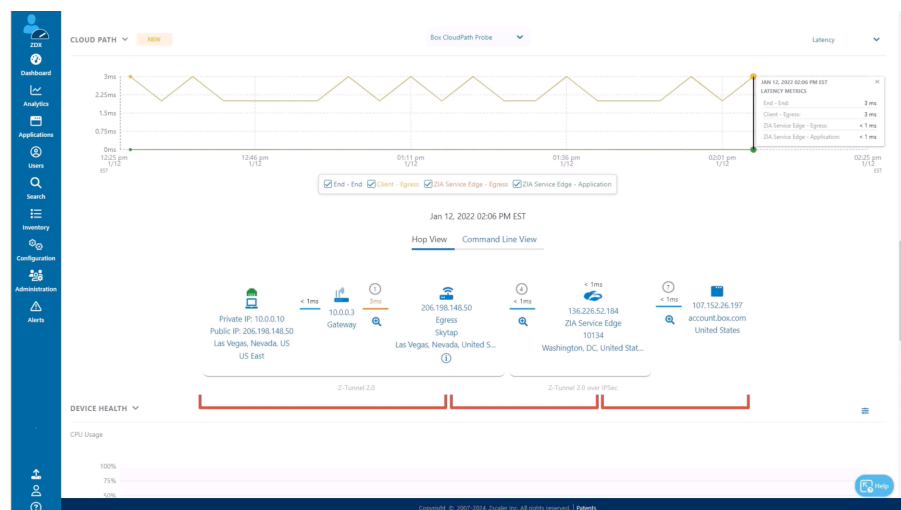 ZDX
Dashboard
Analytics
Applications
Users
Search
Inventory
Configuration
Administration
Alerts
CLOUD PATH NEW
Box CloudPath Probe
Latency
3ms
2.25ms
1.5ms
0.75ms
0ms
12:25 pm 12:46 pm 01:11 pm 01:36 pm 02:01 pm 02:25 pm
1/12 1/12 1/12 1/12 1/12 1/12
EST EST
JAN 12, 2022 02:06 PM EST ×
LATENCY METRICS
End - End: 3 ms
Client - Egress: 3 ms
ZIA Service Edge - Egress: < 1 ms
ZIA Service Edge - Application: < 1 ms
End - End Client - Egress ZIA Service Edge - Egress ZIA Service Edge - Application
Jan 12, 2022 02:06 PM EST
Hop View Command Line View
< 1ms
1
3ms
4
< 1ms
< 1ms
7
< 1ms
Private IP: 10.0.0.10
Public IP: 206.198.148.50
Las Vegas, Nevada, US
US East
10.0.0.3
Gateway
206.198.148.50
Egress
Skytap
Las Vegas, Nevada, United S...
136.226.52.184
ZIA Service Edge
10134
Washington, DC, United Stat...
107.152.26.197
account.box.com
United States
Z-Tunnel 2.0
Z-Tunnel 2.0 over IPSec
DEVICE HEALTH
CPU Usage
100%
75%
50%
Help
Copyright © 2007-2024 Zscaler Inc. All rights reserved. | Patents